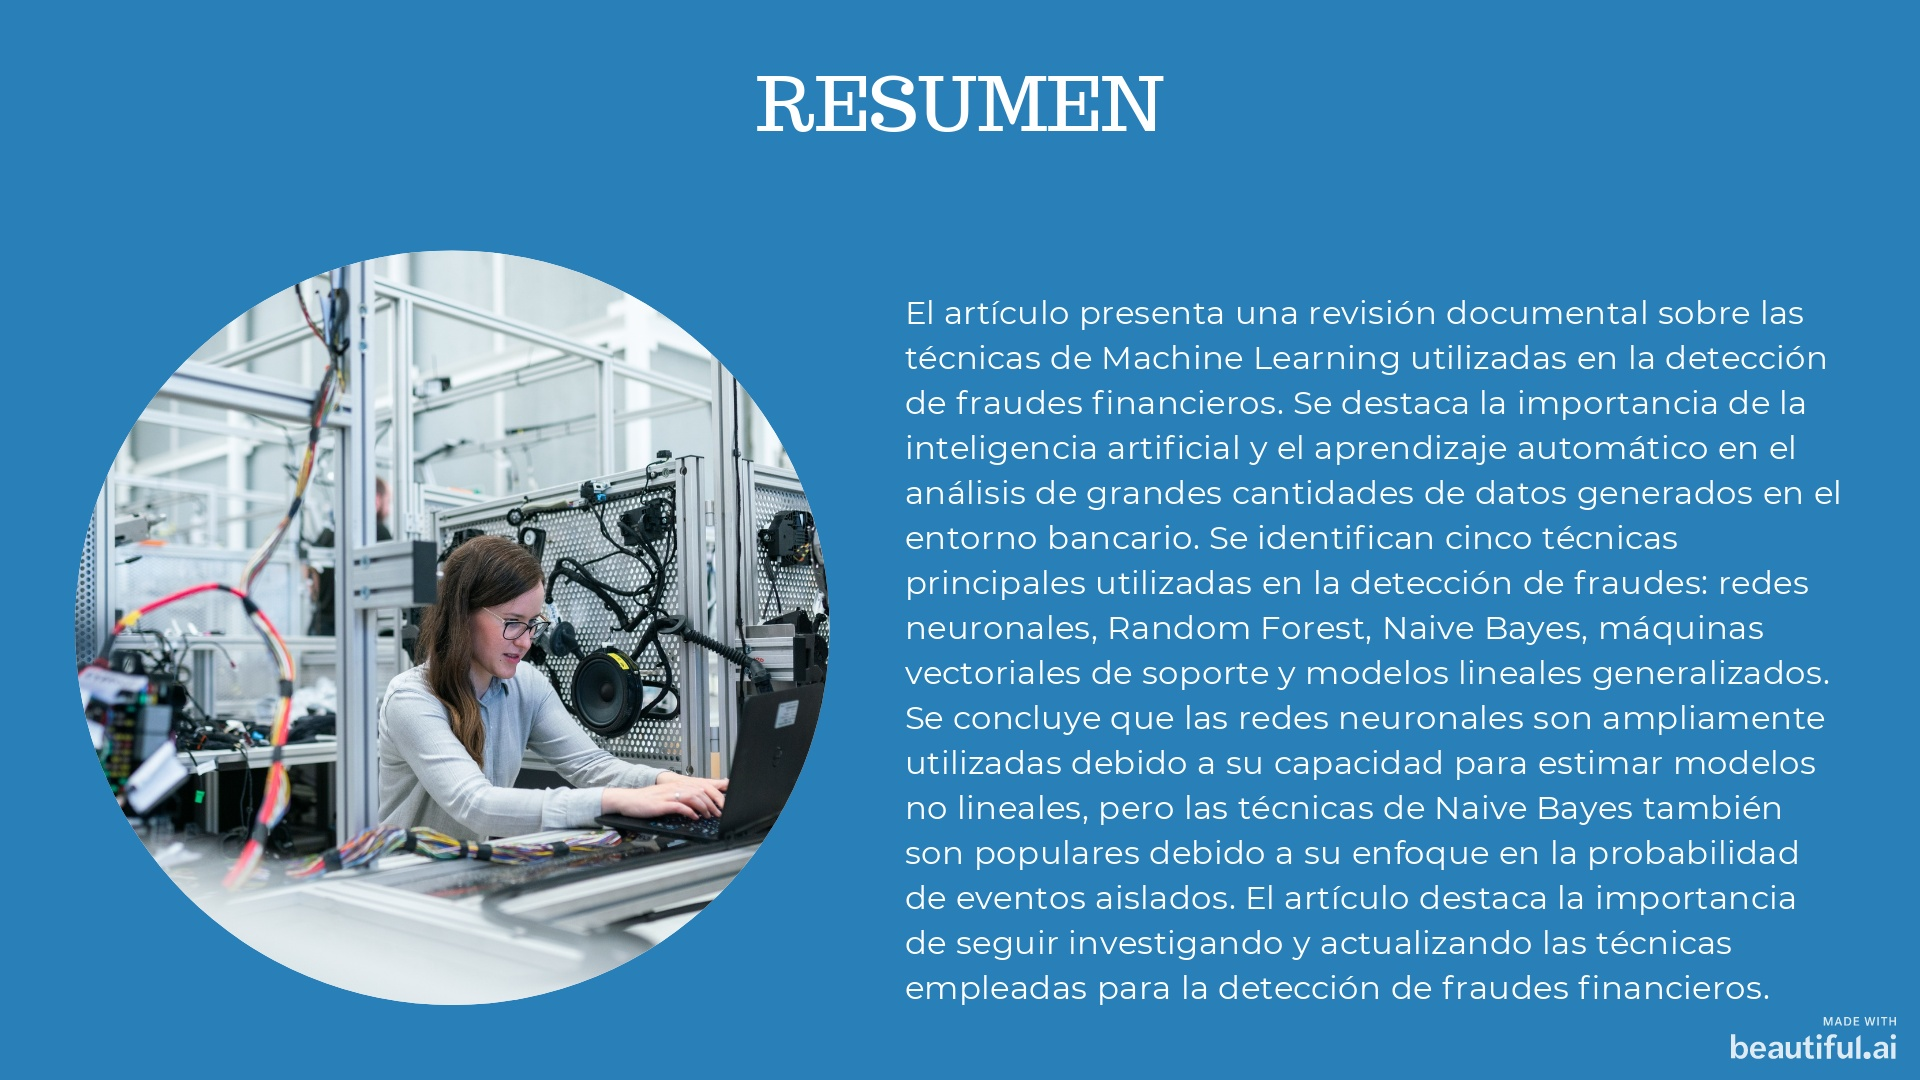 RESUMEN
El artículo presenta una revisión documental sobre las
técnicas de Machine Learning utilizadas en la detección
de fraudes financieros. Se destaca la importancia de la
inteligencia artificial y el aprendizaje automático en el
análisis de grandes cantidades de datos generados en el
entorno bancario. Se identifican cinco técnicas
principales utilizadas en la detección de fraudes: redes
neuronales, Random Forest, Naive Bayes, máquinas
vectoriales de soporte y modelos lineales generalizados.
Se concluye que las redes neuronales son ampliamente
utilizadas debido a su capacidad para estimar modelos
no lineales, pero las técnicas de Naive Bayes también
son populares debido a su enfoque en la probabilidad
de eventos aislados. El artículo destaca la importancia
de seguir investigando y actualizando las técnicas
empleadas para la detección de fraudes financieros.
MADE WITH
beautiful.ai